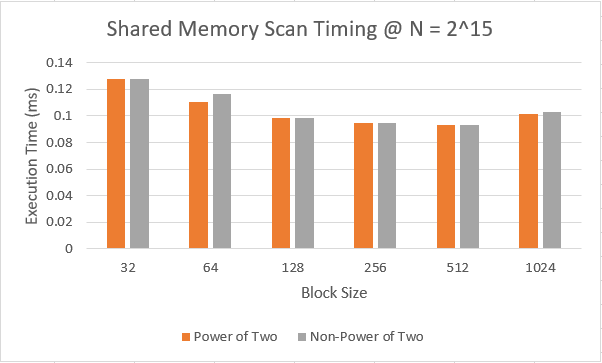 Shared Memory Scan Timing @ N = 2^15
0.14
0.12
0.1
0.08
0.06
0.04
0.02
0
Execution Time (ms)
32 64 128 256 512 1024
Block Size
Power of Two Non-Power of Two